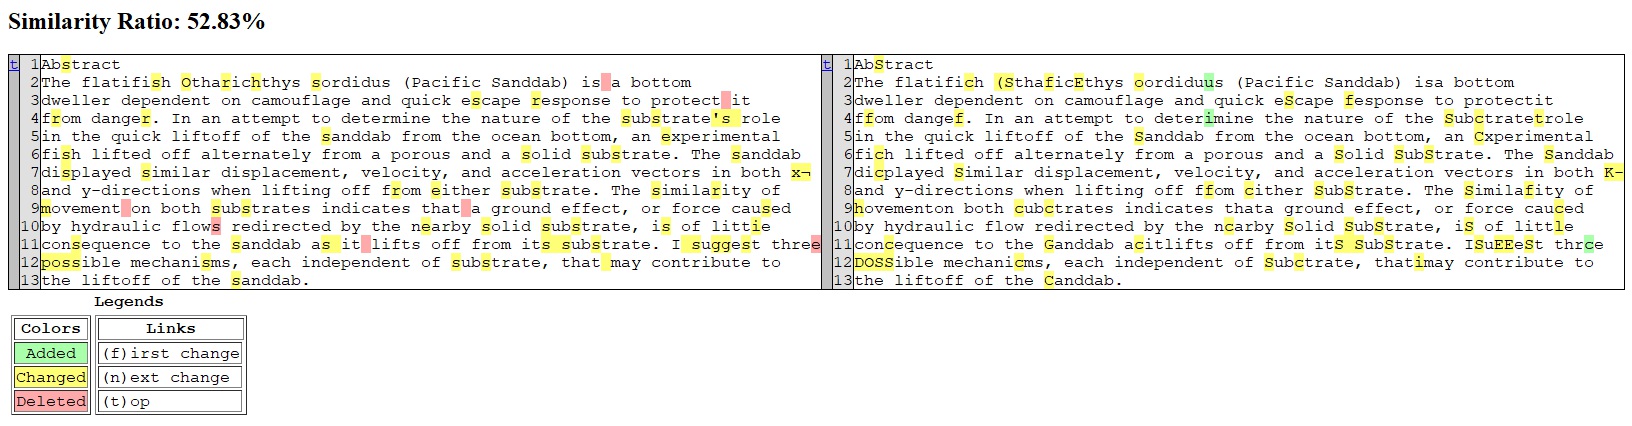 Similarity Ratio: 52.83%
t 1 Abstract
2 The flatifish Otharichthys sordidus (Pacific Sanddab) is a bottom
3 dweller dependent on camouflage and quick escape response to protect it
4 from danger. In an attempt to determine the nature of the substrate's role
5 in the quick liftoff of the sanddab from the ocean bottom, an experimental
6 fish lifted off alternately from a porous and a solid substrate. The sanddab
7 displayed similar displacement, velocity, and acceleration vectors in both x¬
8 and y-directions when lifting off from either substrate. The similarity of
9 movement on both substrates indicates that a ground effect, or force caused
10 by hydraulic flows redirected by the nearby solid substrate, is of littie
11 consequence to the sanddab as it lifts off from its substrate. I suggest three
12 possible mechanisms, each independent of substrate, that may contribute to
13 the liftoff of the sanddab.
t 1 AbStract
2 The flatifich (SthaficEthys oordiduus (Pacific Sanddab) isa bottom
3 dweller dependent on camouflage and quick eScape fesponse to protectit
4 ffom dangef. In an attempt to deterimine the nature of the Subctratetrole
5 in the quick liftoff of the Sanddab from the ocean bottom, an Cxperimental
6 fich lifted off alternately from a porous and a Solid SubStrate. The Sanddab
7 dicplayed Similar displacement, velocity, and acceleration vectors in both K-
8 and y-directions when lifting off ffom cither SubStrate. The Similafity of
9 hovementon both cubctrates indicates thata ground effect, or force cauced
10 by hydraulic flow redirected by the ncarby Solid SubStrate, iS of little
11 concequence to the Ganddab acitlifts off from itS SubStrate. ISuEEeSt thrce
12 DOSSible mechanicms, each independent of Subctrate, thatimay contribute to
13 the liftoff of the Canddab.
Legends
Colors
Added
Changed
Deleted
Links
(f)irst change
(n)ext change
(t)op